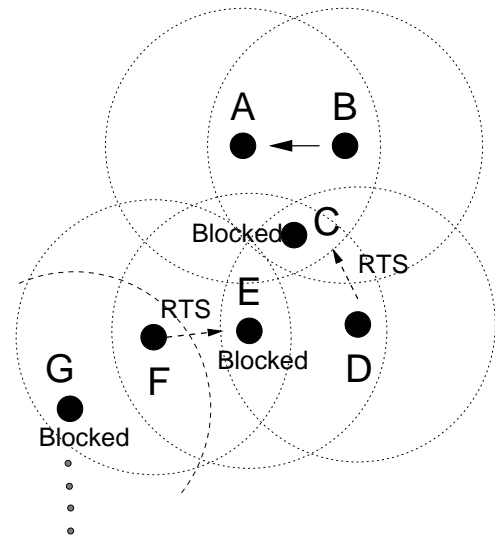 A B
Blocked C
RTS
E
RTS
Blocked
F
D
G
Blocked